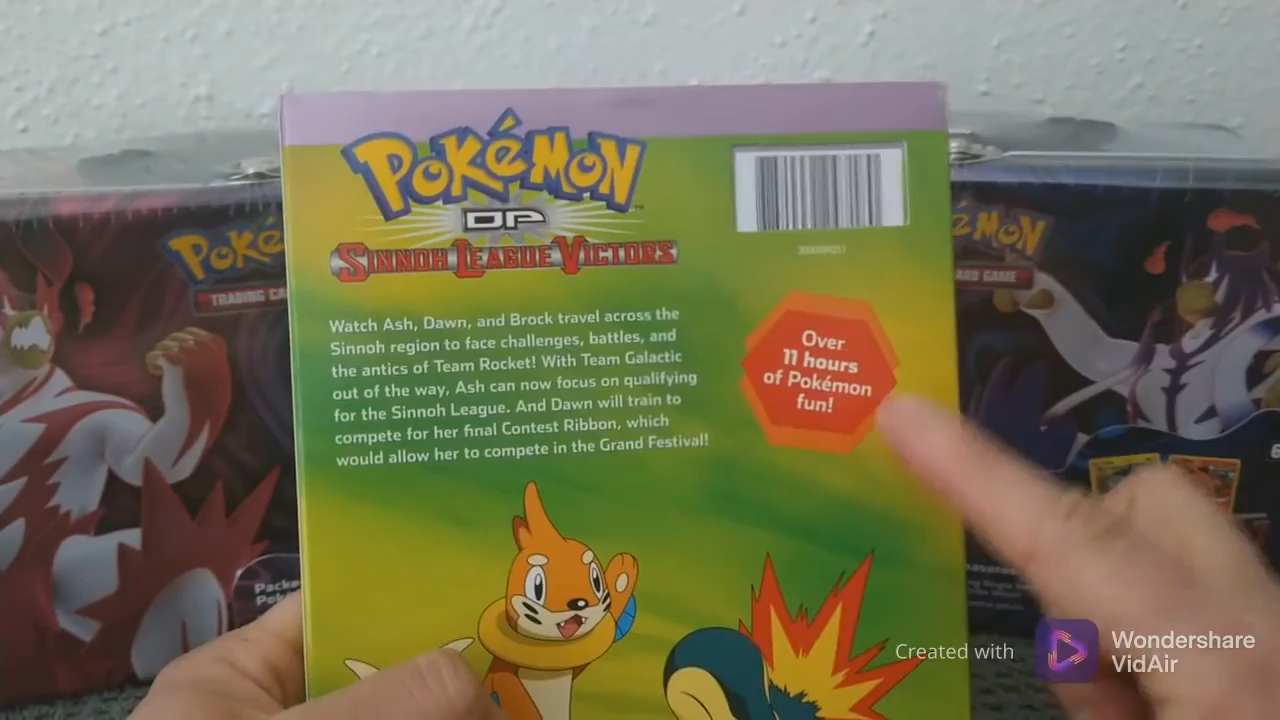 POKéMON
DP
SINNOH LEAGUE VICTORS
Watch Ash, Dawn, and Brock travel across the
Sinnoh region to face challenges, battles, and
the antics of Team Rocket! With Team Galactic
out of the way, Ash can now focus on qualifying
for the Sinnoh League. And Dawn will train to
compete for her final Contest Ribbon, which
would allow her to compete in the Grand Festival!
Over
11 hours
of Pokémon
fun!
Poké
TRADING CA
Packe
Poké
éMON
ARD GAME
6
Created with
Wondershare
VidAir